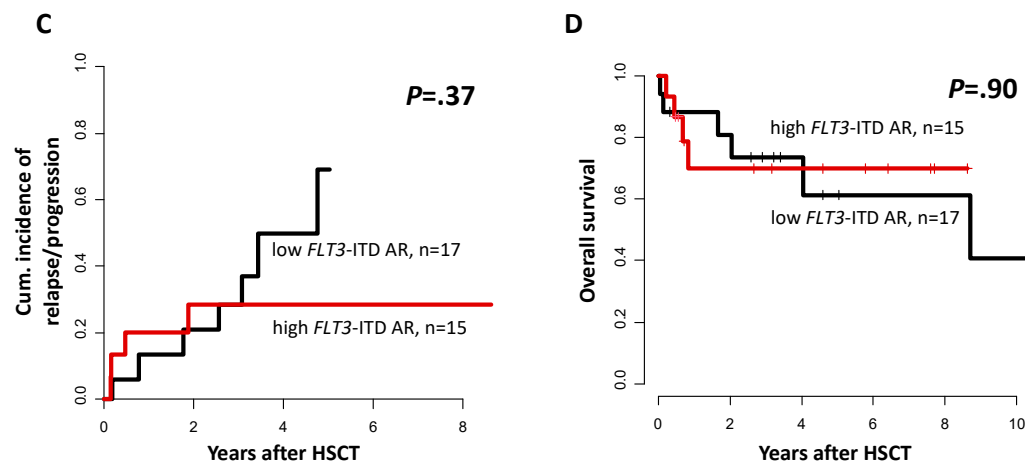 C
Cum. incidence of
relapse/progression
1.0
0.8
0.6
0.4
0.2
0.0
P=.37
low FLT3-ITD AR, n=17
high FLT3-ITD AR, n=15
0 2 4 6 8
Years after HSCT
D
Overall survival
1.0
0.8
0.6
0.4
0.2
0.0
P=.90
high FLT3-ITD AR, n=15
low FLT3-ITD AR, n=17
0 2 4 6 8 10
Years after HSCT